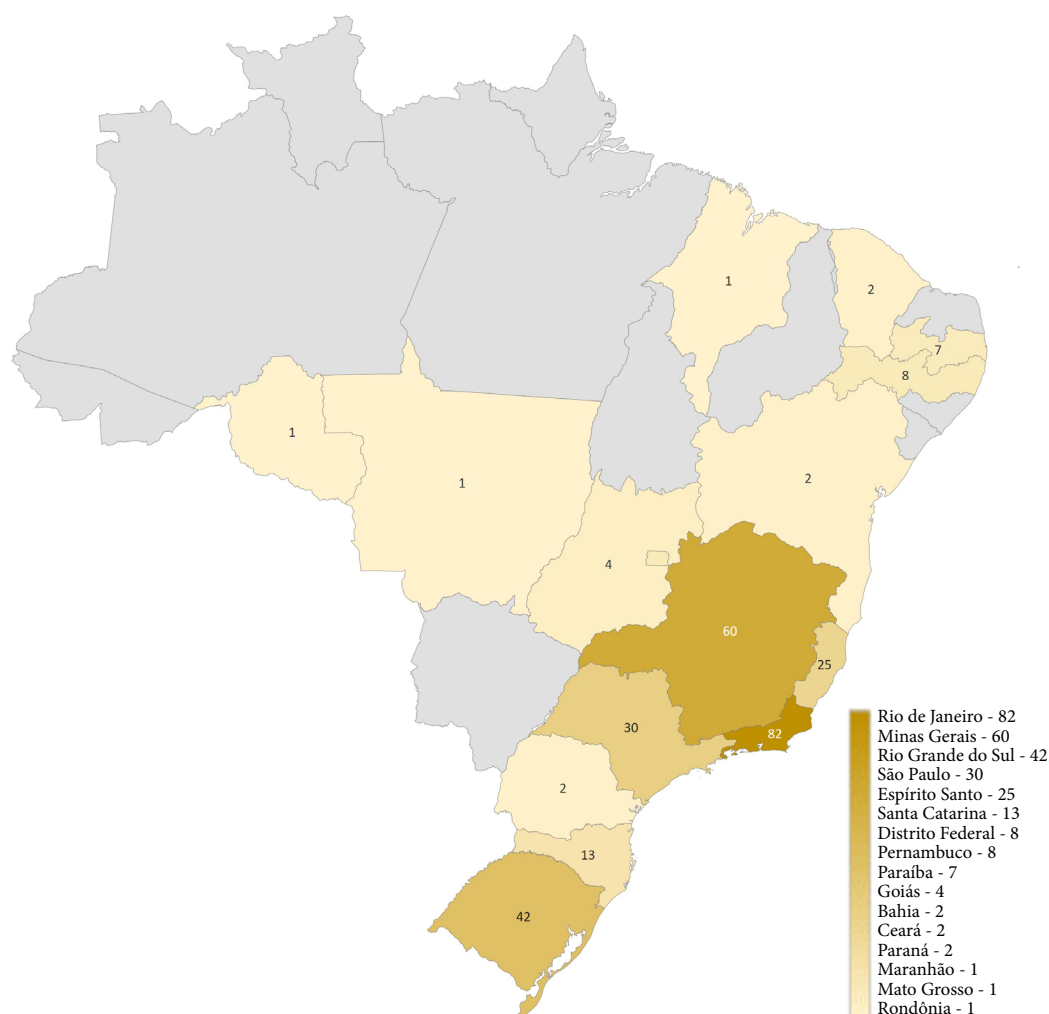 1
2
7
8
1
2
1
4
60
25
30
82
2
13
42
Rio de Janeiro - 82
Minas Gerais - 60
Rio Grande do Sul - 42
São Paulo - 30
Espírito Santo - 25
Santa Catarina - 13
Distrito Federal - 8
Pernambuco - 8
Paraíba - 7
Goiás - 4
Bahia - 2
Ceará - 2
Paraná - 2
Maranhão - 1
Mato Grosso - 1
Rondônia - 1